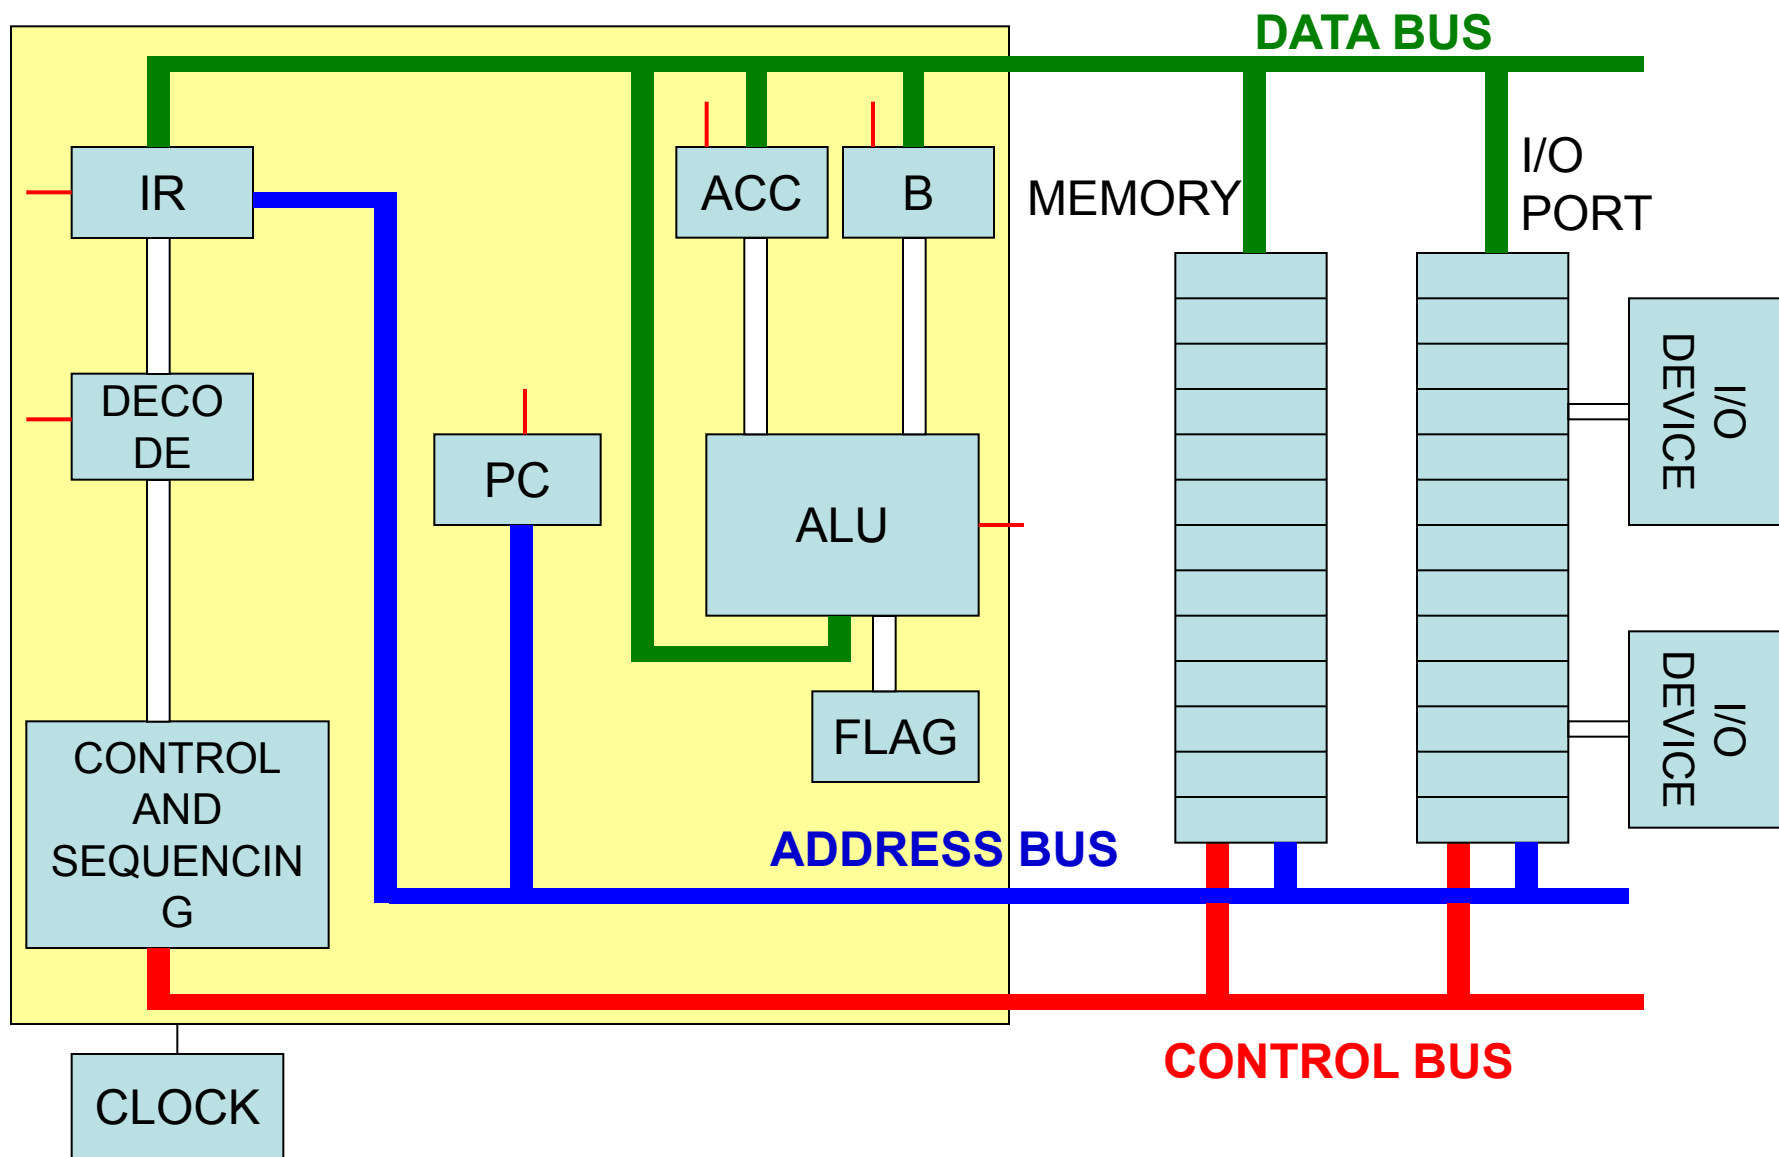 DATA BUS
IR
ACC
B
MEMORY
I/O
PORT
DECO
DE
PC
ALU
I/O
DEVICE
FLAG
I/O
DEVICE
CONTROL
AND
SEQUENCIN
G
ADDRESS BUS
CONTROL BUS
CLOCK